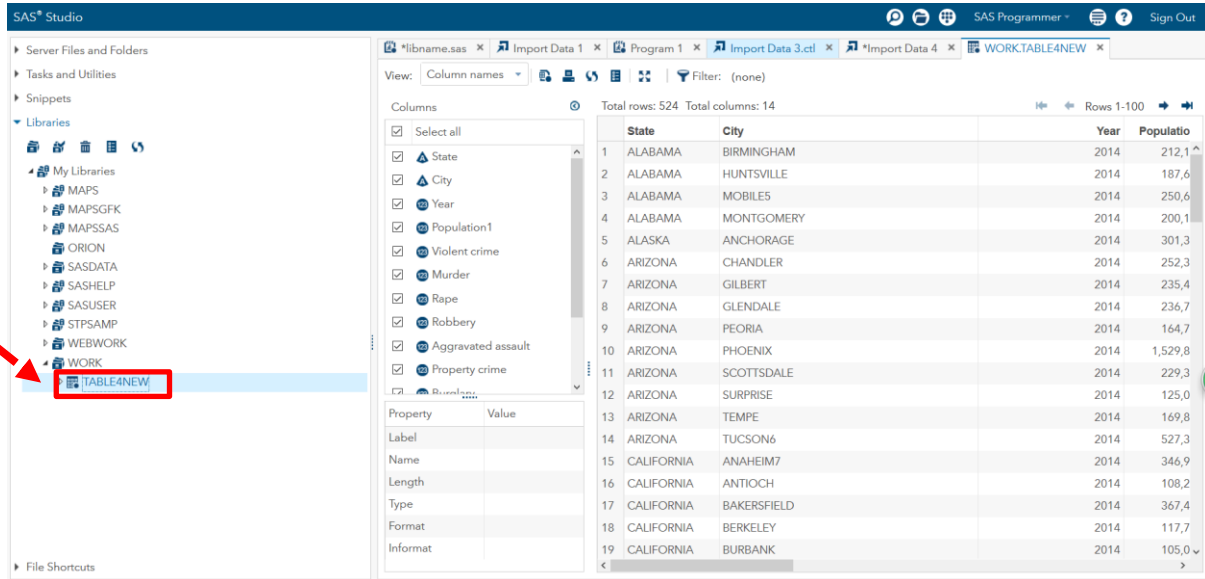 SAS® Studio
SAS Programmer
Sign Out
Server Files and Folders
Tasks and Utilities
Snippets
Libraries
My Libraries
MAPS
MAPSGFK
MAPSSAS
ORION
SASDATA
SASHELP
SASUSER
STPSAMP
WEBWORK
WORK
TABLE4NEW
File Shortcuts
*libname.sas × Import Data 1 × Program 1 × Import Data 3.ctl × *Import Data 4 × WORK.TABLE4NEW ×
View: Column names Filter: (none)
Columns
Select all
State
City
Year
Population1
Violent crime
Murder
Rape
Robbery
Aggravated assault
Property crime
Burglary
Property Value
Label
Name
Length
Type
Format
Informat
Total rows: 524 Total columns: 14 Rows 1-100
State City Year Populatio
1 ALABAMA BIRMINGHAM 2014 212,1
2 ALABAMA HUNTSVILLE 2014 187,6
3 ALABAMA MOBILE5 2014 250,6
4 ALABAMA MONTGOMERY 2014 200,1
5 ALASKA ANCHORAGE 2014 301,3
6 ARIZONA CHANDLER 2014 252,3
7 ARIZONA GILBERT 2014 235,4
8 ARIZONA GLENDALE 2014 236,7
9 ARIZONA PEORIA 2014 164,7
10 ARIZONA PHOENIX 2014 1,529,8
11 ARIZONA SCOTTSDALE 2014 229,3
12 ARIZONA SURPRISE 2014 125,0
13 ARIZONA TEMPE 2014 169,8
14 ARIZONA TUCSON6 2014 527,3
15 CALIFORNIA ANAHEIM7 2014 346,9
16 CALIFORNIA ANTIOCH 2014 108,2
17 CALIFORNIA BAKERSFIELD 2014 367,4
18 CALIFORNIA BERKELEY 2014 117,7
19 CALIFORNIA BURBANK 2014 105,0